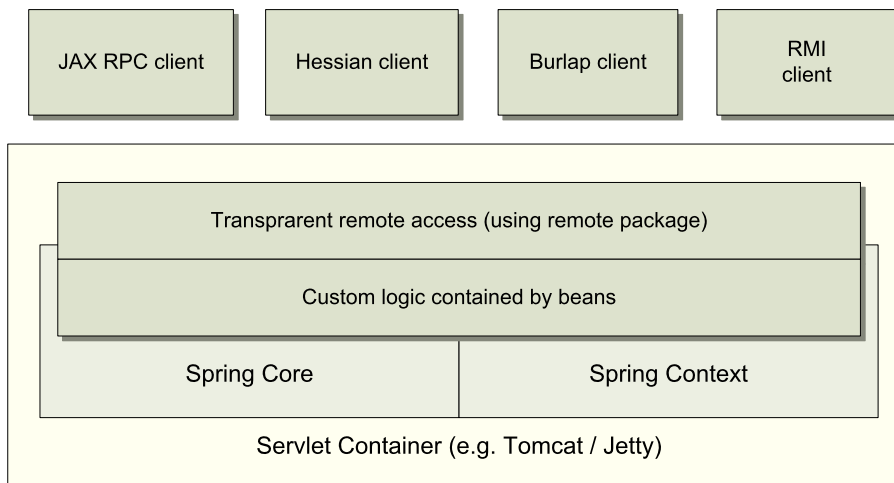 JAX RPC client
Hessian client
Burlap client
RMI
client
Transprarent remote access (using remote package)
Custom logic contained by beans
Spring Core
Spring Context
Servlet Container (e.g. Tomcat / Jetty)